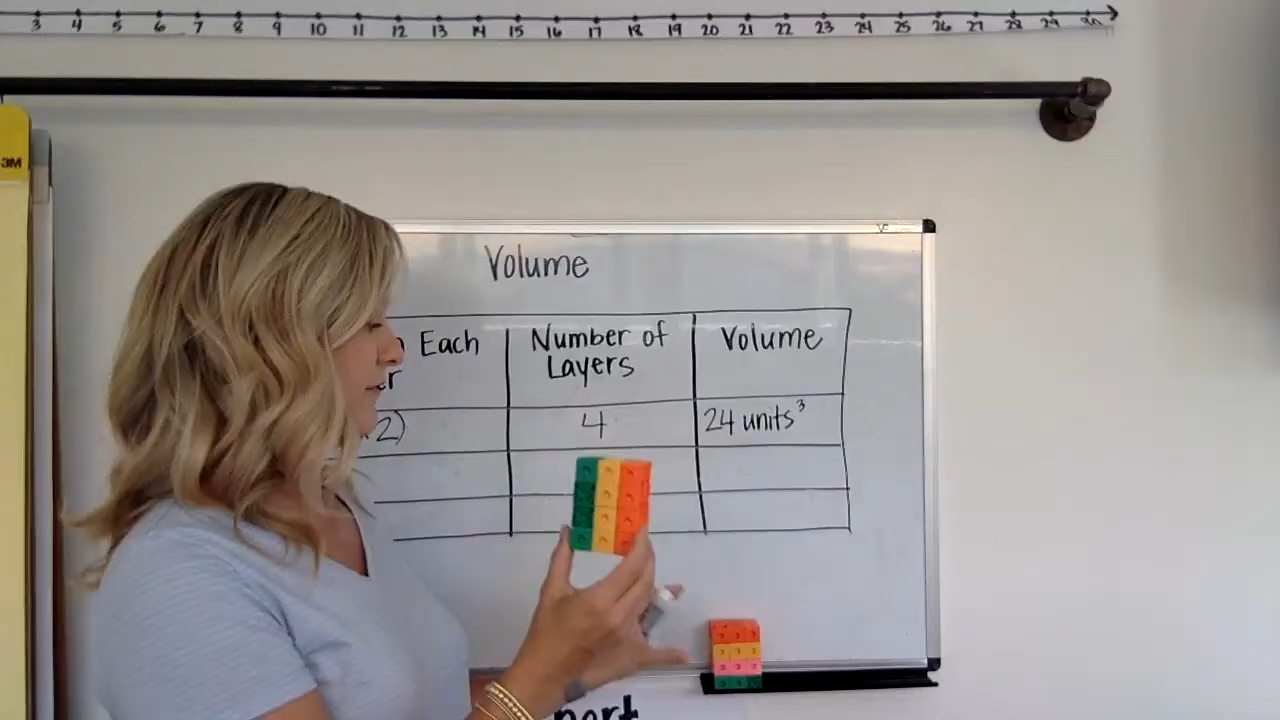 3 4 5 6 7 8 9 10 11 12 13 14 15 16 17 18 19 20 21 22 23 24 25 26 27 28 29 30
3M
Volume
Each
Number of
Layers
Volume
2)
4
24 units³